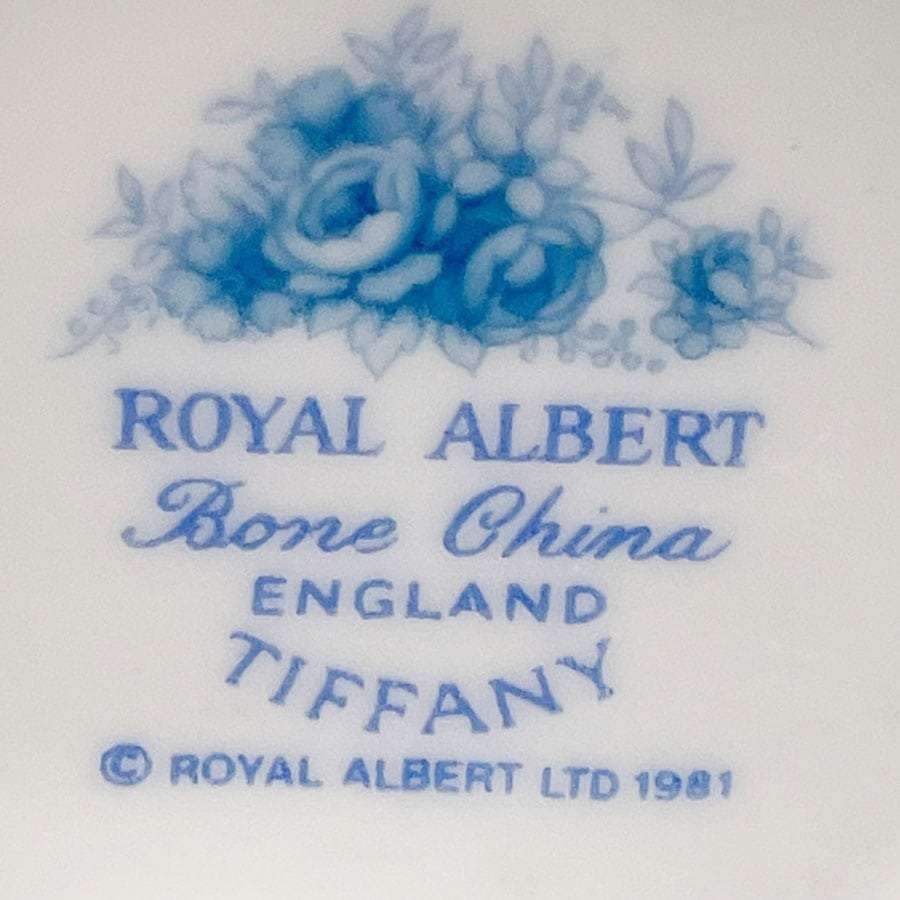 ROYAL ALBERT
Bone China
ENGLAND
TIFFANY
© ROYAL ALBERT LTD 1981